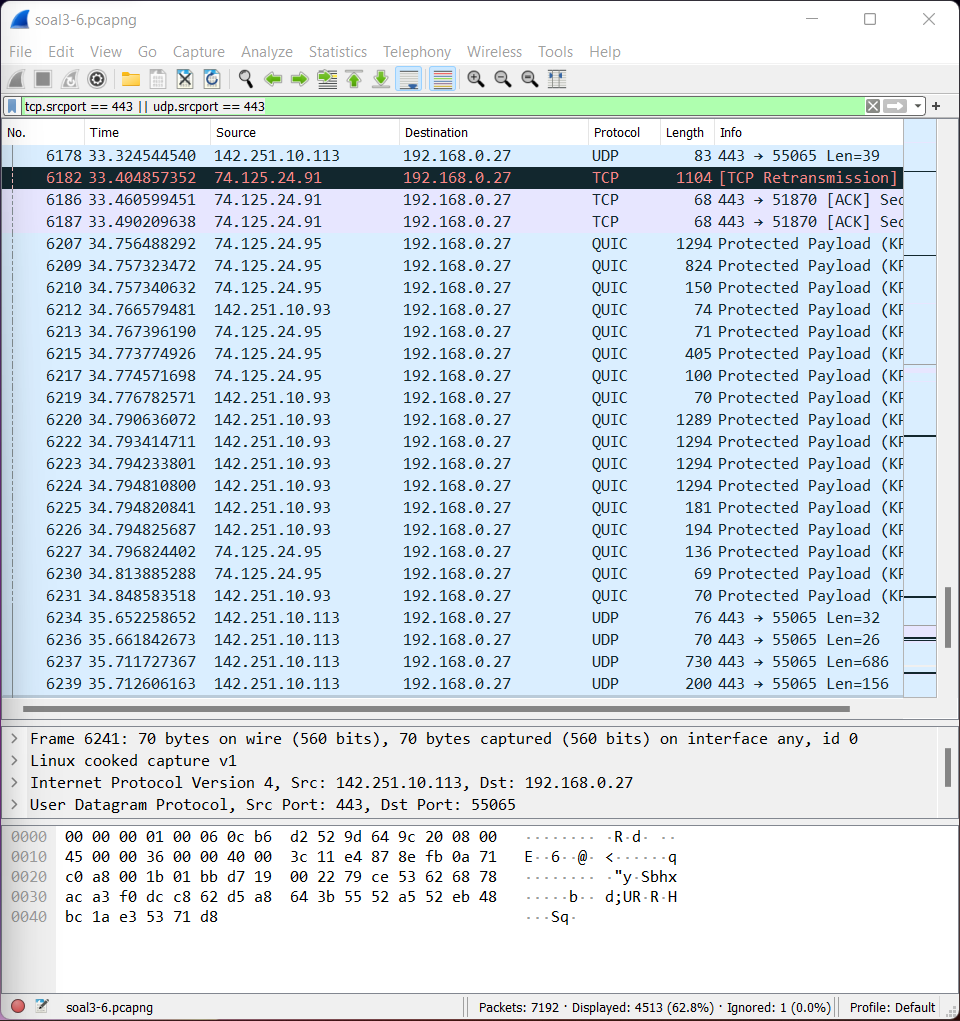 soal3-6.pcapng
File Edit View Go Capture Analyze Statistics Telephony Wireless Tools Help
tcp.srcport == 443 || udp.srcport == 443
No. Time Source Destination Protocol Length Info
6178 33.324544540 142.251.10.113 192.168.0.27 UDP 83 443 → 55065 Len=39
6182 33.404857352 74.125.24.91 192.168.0.27 TCP 1104 [TCP Retransmission]
6186 33.460599451 74.125.24.91 192.168.0.27 TCP 68 443 → 51870 [ACK] Sec
6187 33.490209638 74.125.24.91 192.168.0.27 TCP 68 443 → 51870 [ACK] Sec
6207 34.756488292 74.125.24.95 192.168.0.27 QUIC 1294 Protected Payload (KP
6209 34.757323472 74.125.24.95 192.168.0.27 QUIC 824 Protected Payload (KP
6210 34.757340632 74.125.24.95 192.168.0.27 QUIC 150 Protected Payload (KP
6212 34.766579481 142.251.10.93 192.168.0.27 QUIC 74 Protected Payload (KP
6213 34.767396190 74.125.24.95 192.168.0.27 QUIC 71 Protected Payload (KP
6215 34.773774926 74.125.24.95 192.168.0.27 QUIC 405 Protected Payload (KP
6217 34.774571698 74.125.24.95 192.168.0.27 QUIC 100 Protected Payload (KP
6219 34.776782571 142.251.10.93 192.168.0.27 QUIC 70 Protected Payload (KP
6220 34.790636072 142.251.10.93 192.168.0.27 QUIC 1289 Protected Payload (KP
6222 34.793414711 142.251.10.93 192.168.0.27 QUIC 1294 Protected Payload (KP
6223 34.794233801 142.251.10.93 192.168.0.27 QUIC 1294 Protected Payload (KP
6224 34.794810800 142.251.10.93 192.168.0.27 QUIC 1294 Protected Payload (KP
6225 34.794820841 142.251.10.93 192.168.0.27 QUIC 181 Protected Payload (KP
6226 34.794825687 142.251.10.93 192.168.0.27 QUIC 194 Protected Payload (KP
6227 34.796824402 74.125.24.95 192.168.0.27 QUIC 136 Protected Payload (KP
6230 34.813885288 74.125.24.95 192.168.0.27 QUIC 69 Protected Payload (KP
6231 34.848583518 142.251.10.93 192.168.0.27 QUIC 70 Protected Payload (KP
6234 35.652258652 142.251.10.113 192.168.0.27 UDP 76 443 → 55065 Len=32
6236 35.661842673 142.251.10.113 192.168.0.27 UDP 70 443 → 55065 Len=26
6237 35.711727367 142.251.10.113 192.168.0.27 UDP 730 443 → 55065 Len=686
6239 35.712606163 142.251.10.113 192.168.0.27 UDP 200 443 → 55065 Len=156
Frame 6241: 70 bytes on wire (560 bits), 70 bytes captured (560 bits) on interface any, id 0
Linux cooked capture v1
Internet Protocol Version 4, Src: 142.251.10.113, Dst: 192.168.0.27
User Datagram Protocol, Src Port: 443, Dst Port: 55065
0000 00 00 00 01 00 06 0c b6 d2 52 9d 64 9c 20 08 00 ········ ·R·d· ··
0010 45 00 00 36 00 00 40 00 3c 11 e4 87 8e fb 0a 71 E··6··@· <······q
0020 c0 a8 00 1b 01 bb d7 19 00 22 79 ce 53 62 68 78 ········ ·"y·Sbhx
0030 ac a3 f0 dc c8 62 d5 a8 64 3b 55 52 a5 52 eb 48 ·····b·· d;UR·R·H
0040 bc 1a e3 53 71 d8 ···Sq·
soal3-6.pcapng Packets: 7192 · Displayed: 4513 (62.8%) · Ignored: 1 (0.0%) Profile: Default